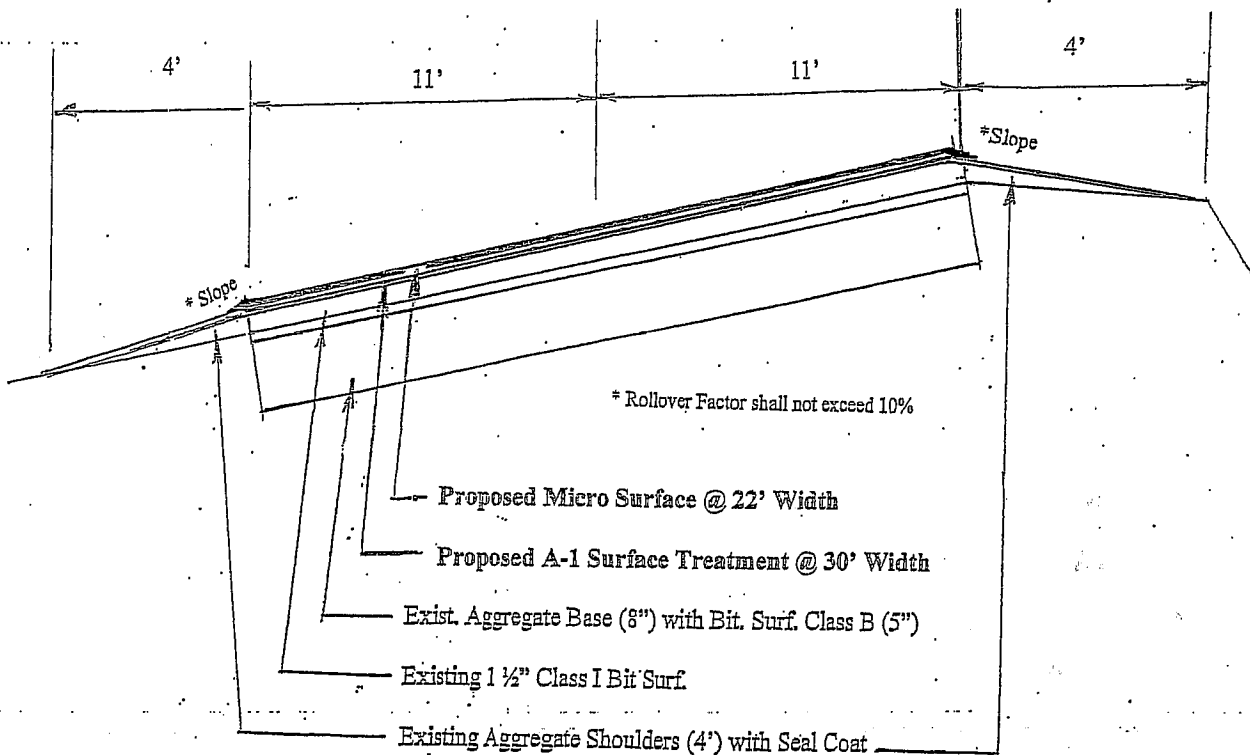 4'
11'
11'
4'
*Slope
* Slope
* Rollover Factor shall not exceed 10%
Proposed Micro Surface @ 22' Width
Proposed A-1 Surface Treatment @ 30' Width
Exist. Aggregate Base (8") with Bit. Surf. Class B (5")
Existing 1 ½" Class I Bit Surf.
Existing Aggregate Shoulders (4') with Seal Coat